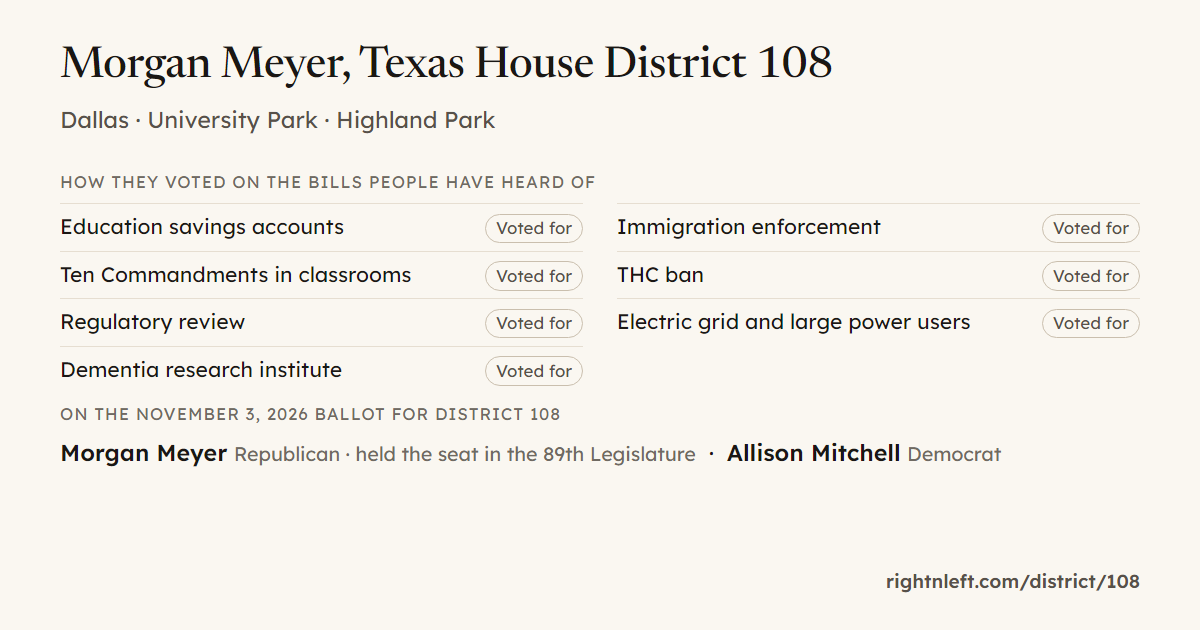 Morgan Meyer, Texas House District 108
Dallas · University Park · Highland Park
HOW THEY VOTED ON THE BILLS PEOPLE HAVE HEARD OF
Education savings accounts Voted for
Ten Commandments in classrooms Voted for
Regulatory review Voted for
Dementia research institute Voted for
Immigration enforcement Voted for
THC ban Voted for
Electric grid and large power users Voted for
ON THE NOVEMBER 3, 2026 BALLOT FOR DISTRICT 108
Morgan Meyer Republican · held the seat in the 89th Legislature · Allison Mitchell Democrat
rightnleft.com/district/108